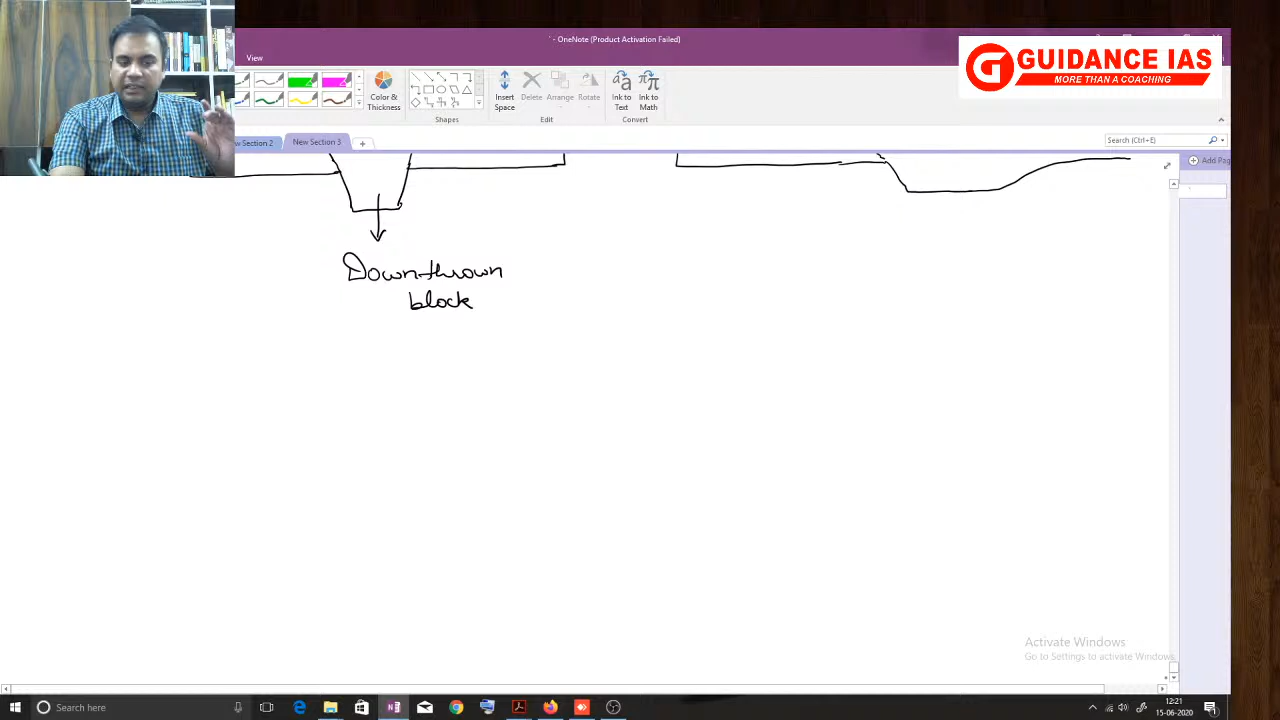 ' - OneNote (Product Activation Failed)
GUIDANCE IAS
MORE THAN A COACHING
View
Color &
Thickness
Insert
Space
Delete
Arrange
Rotate
Ink to
Text
Ink to
Math
Shapes
Edit
Convert
w Section 2
New Section 3
Search (Ctrl+E)
Add Pag
Downthrown
block
Activate Windows
Go to Settings to activate Windows.
Search here
12:21
15-06-2020